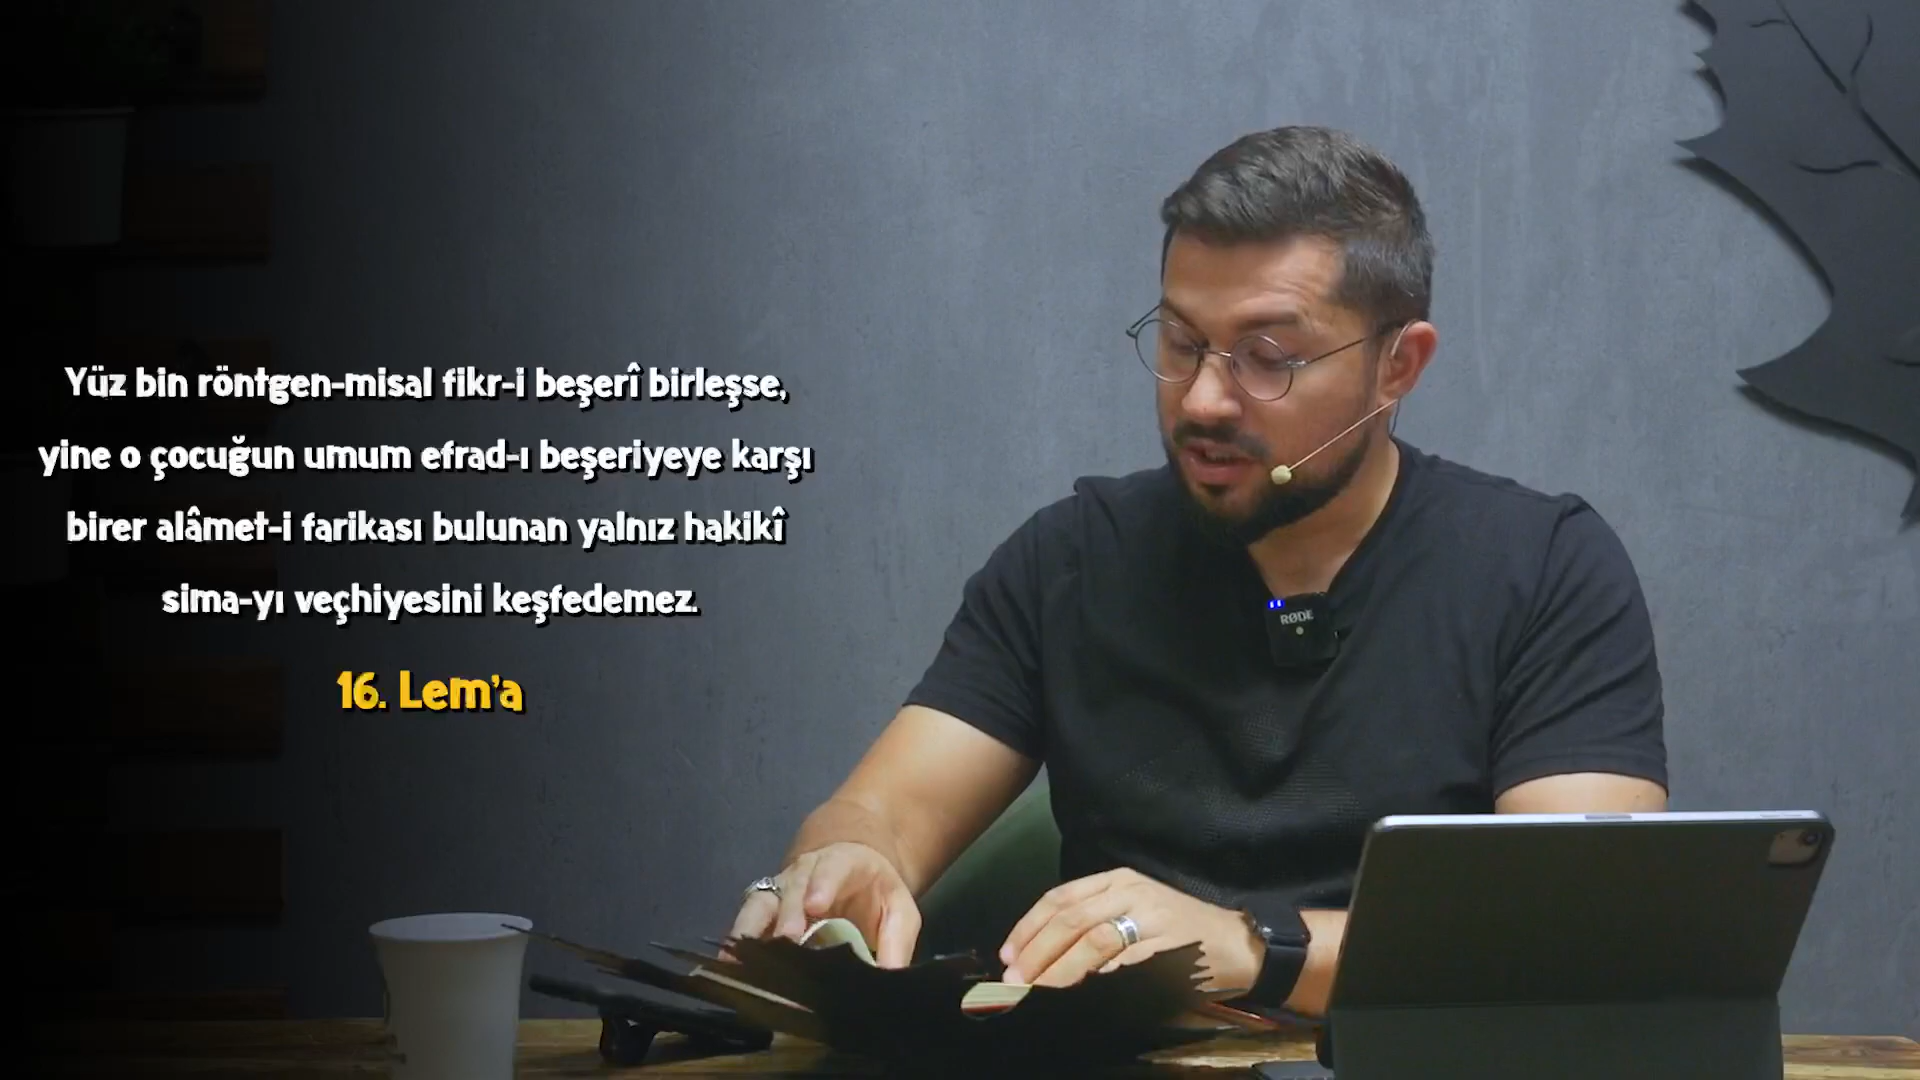 Yüz bin röntgen-misal fikr-i beşerî birleşse,
yine o çocuğun umum efrad-ı beşeriyeye karşı
birer alâmet-i farikası bulunan yalnız hakikî
sima-yı veçhiyesini keşfedemez.
16. Lem'a
RØDE